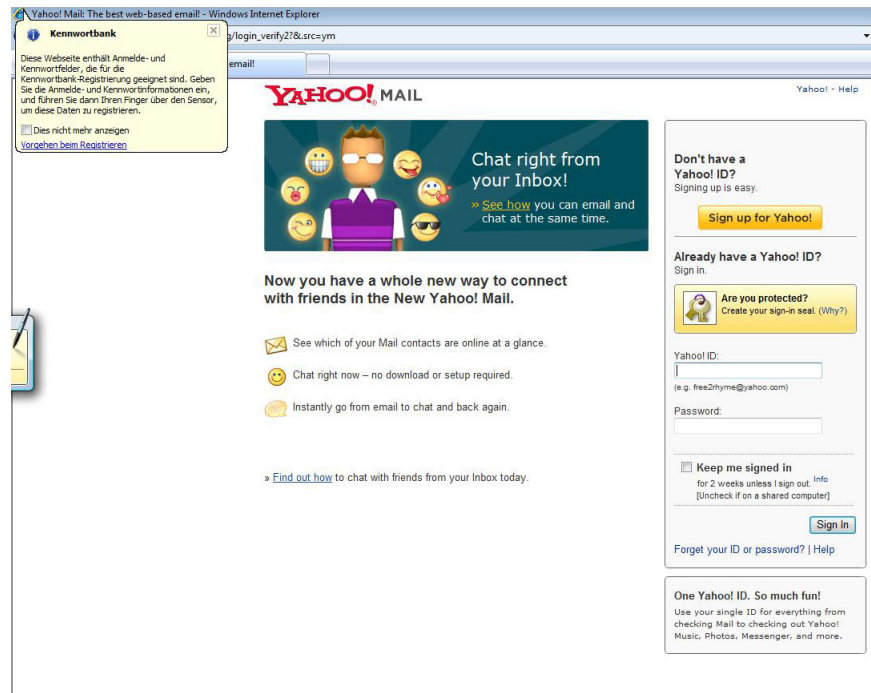 Yahoo! Mail: The best web-based email! - Windows Internet Explorer
Kennwortbank
Diese Webseite enthält Anmelde- und
Kennwortfelder, die für die
Kennwortbank-Registrierung geeignet sind. Geben
Sie die Anmelde- und Kennwortinformationen ein,
und führen Sie dann Ihren Finger über den Sensor,
um diese Daten zu registrieren.
Dies nicht mehr anzeigen
Vorgehen beim Registrieren
g/login_verify2?&.src=ym
email!
YAHOO! MAIL
Yahoo! - Help
Chat right from
your Inbox!
» See how you can email and
chat at the same time.
Now you have a whole new way to connect
with friends in the New Yahoo! Mail.
See which of your Mail contacts are online at a glance.
Chat right now – no download or setup required.
Instantly go from email to chat and back again.
» Find out how to chat with friends from your Inbox today.
Don't have a
Yahoo! ID?
Signing up is easy.
Sign up for Yahoo!
Already have a Yahoo! ID?
Sign in.
Are you protected?
Create your sign-in seal. (Why?)
Yahoo! ID:
(e.g. free2rhyme@yahoo.com)
Password:
Keep me signed in
for 2 weeks unless I sign out. Info
[Uncheck if on a shared computer]
Sign In
Forget your ID or password? | Help
One Yahoo! ID. So much fun!
Use your single ID for everything from
checking Mail to checking out Yahoo!
Music, Photos, Messenger, and more.